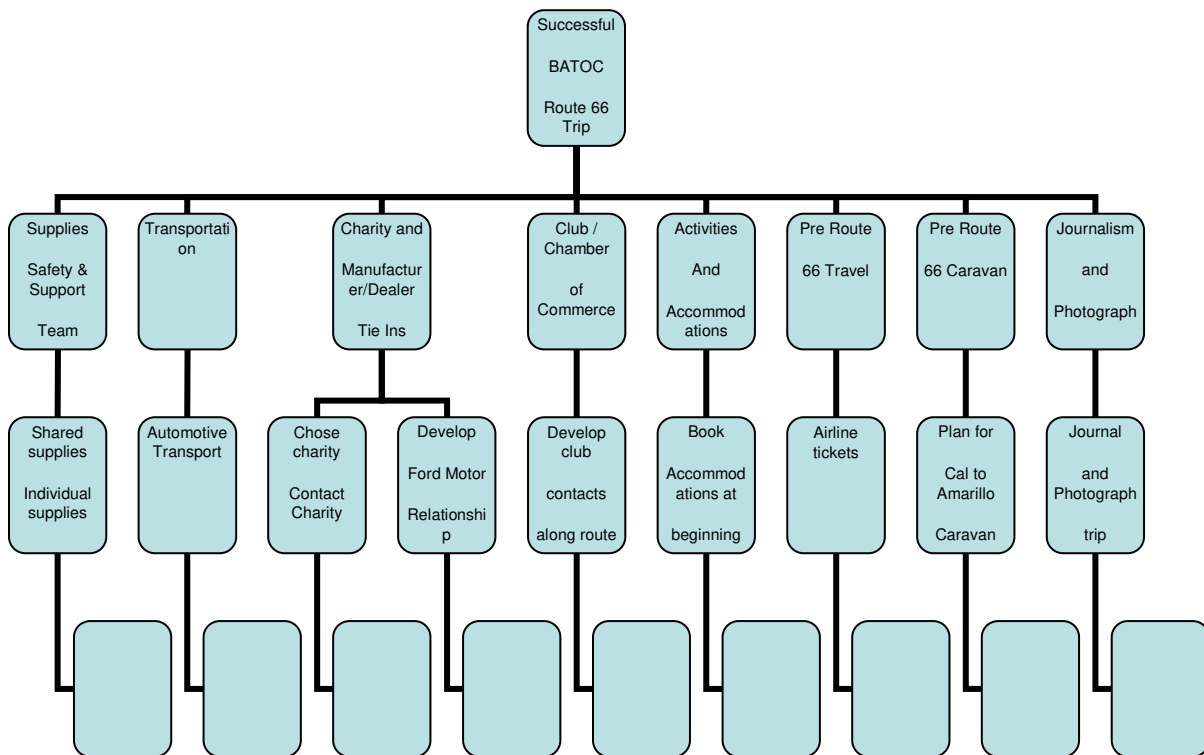 Successful
BATOC
Route 66
Trip
Supplies
Safety &
Support
Team
Transportati
on
Charity and
Manufactur
er/Dealer
Tie Ins
Club /
Chamber
of
Commerce
Activities
And
Accommod
ations
Pre Route
66 Travel
Pre Route
66 Caravan
Journalism
and
Photograph
Shared
supplies
Individual
supplies
Automotive
Transport
Chose
charity
Contact
Charity
Develop
Ford Motor
Relationshi
p
Develop
club
contacts
along route
Book
Accommod
ations at
beginning
Airline
tickets
Plan for
Cal to
Amarillo
Caravan
Journal
and
Photograph
trip